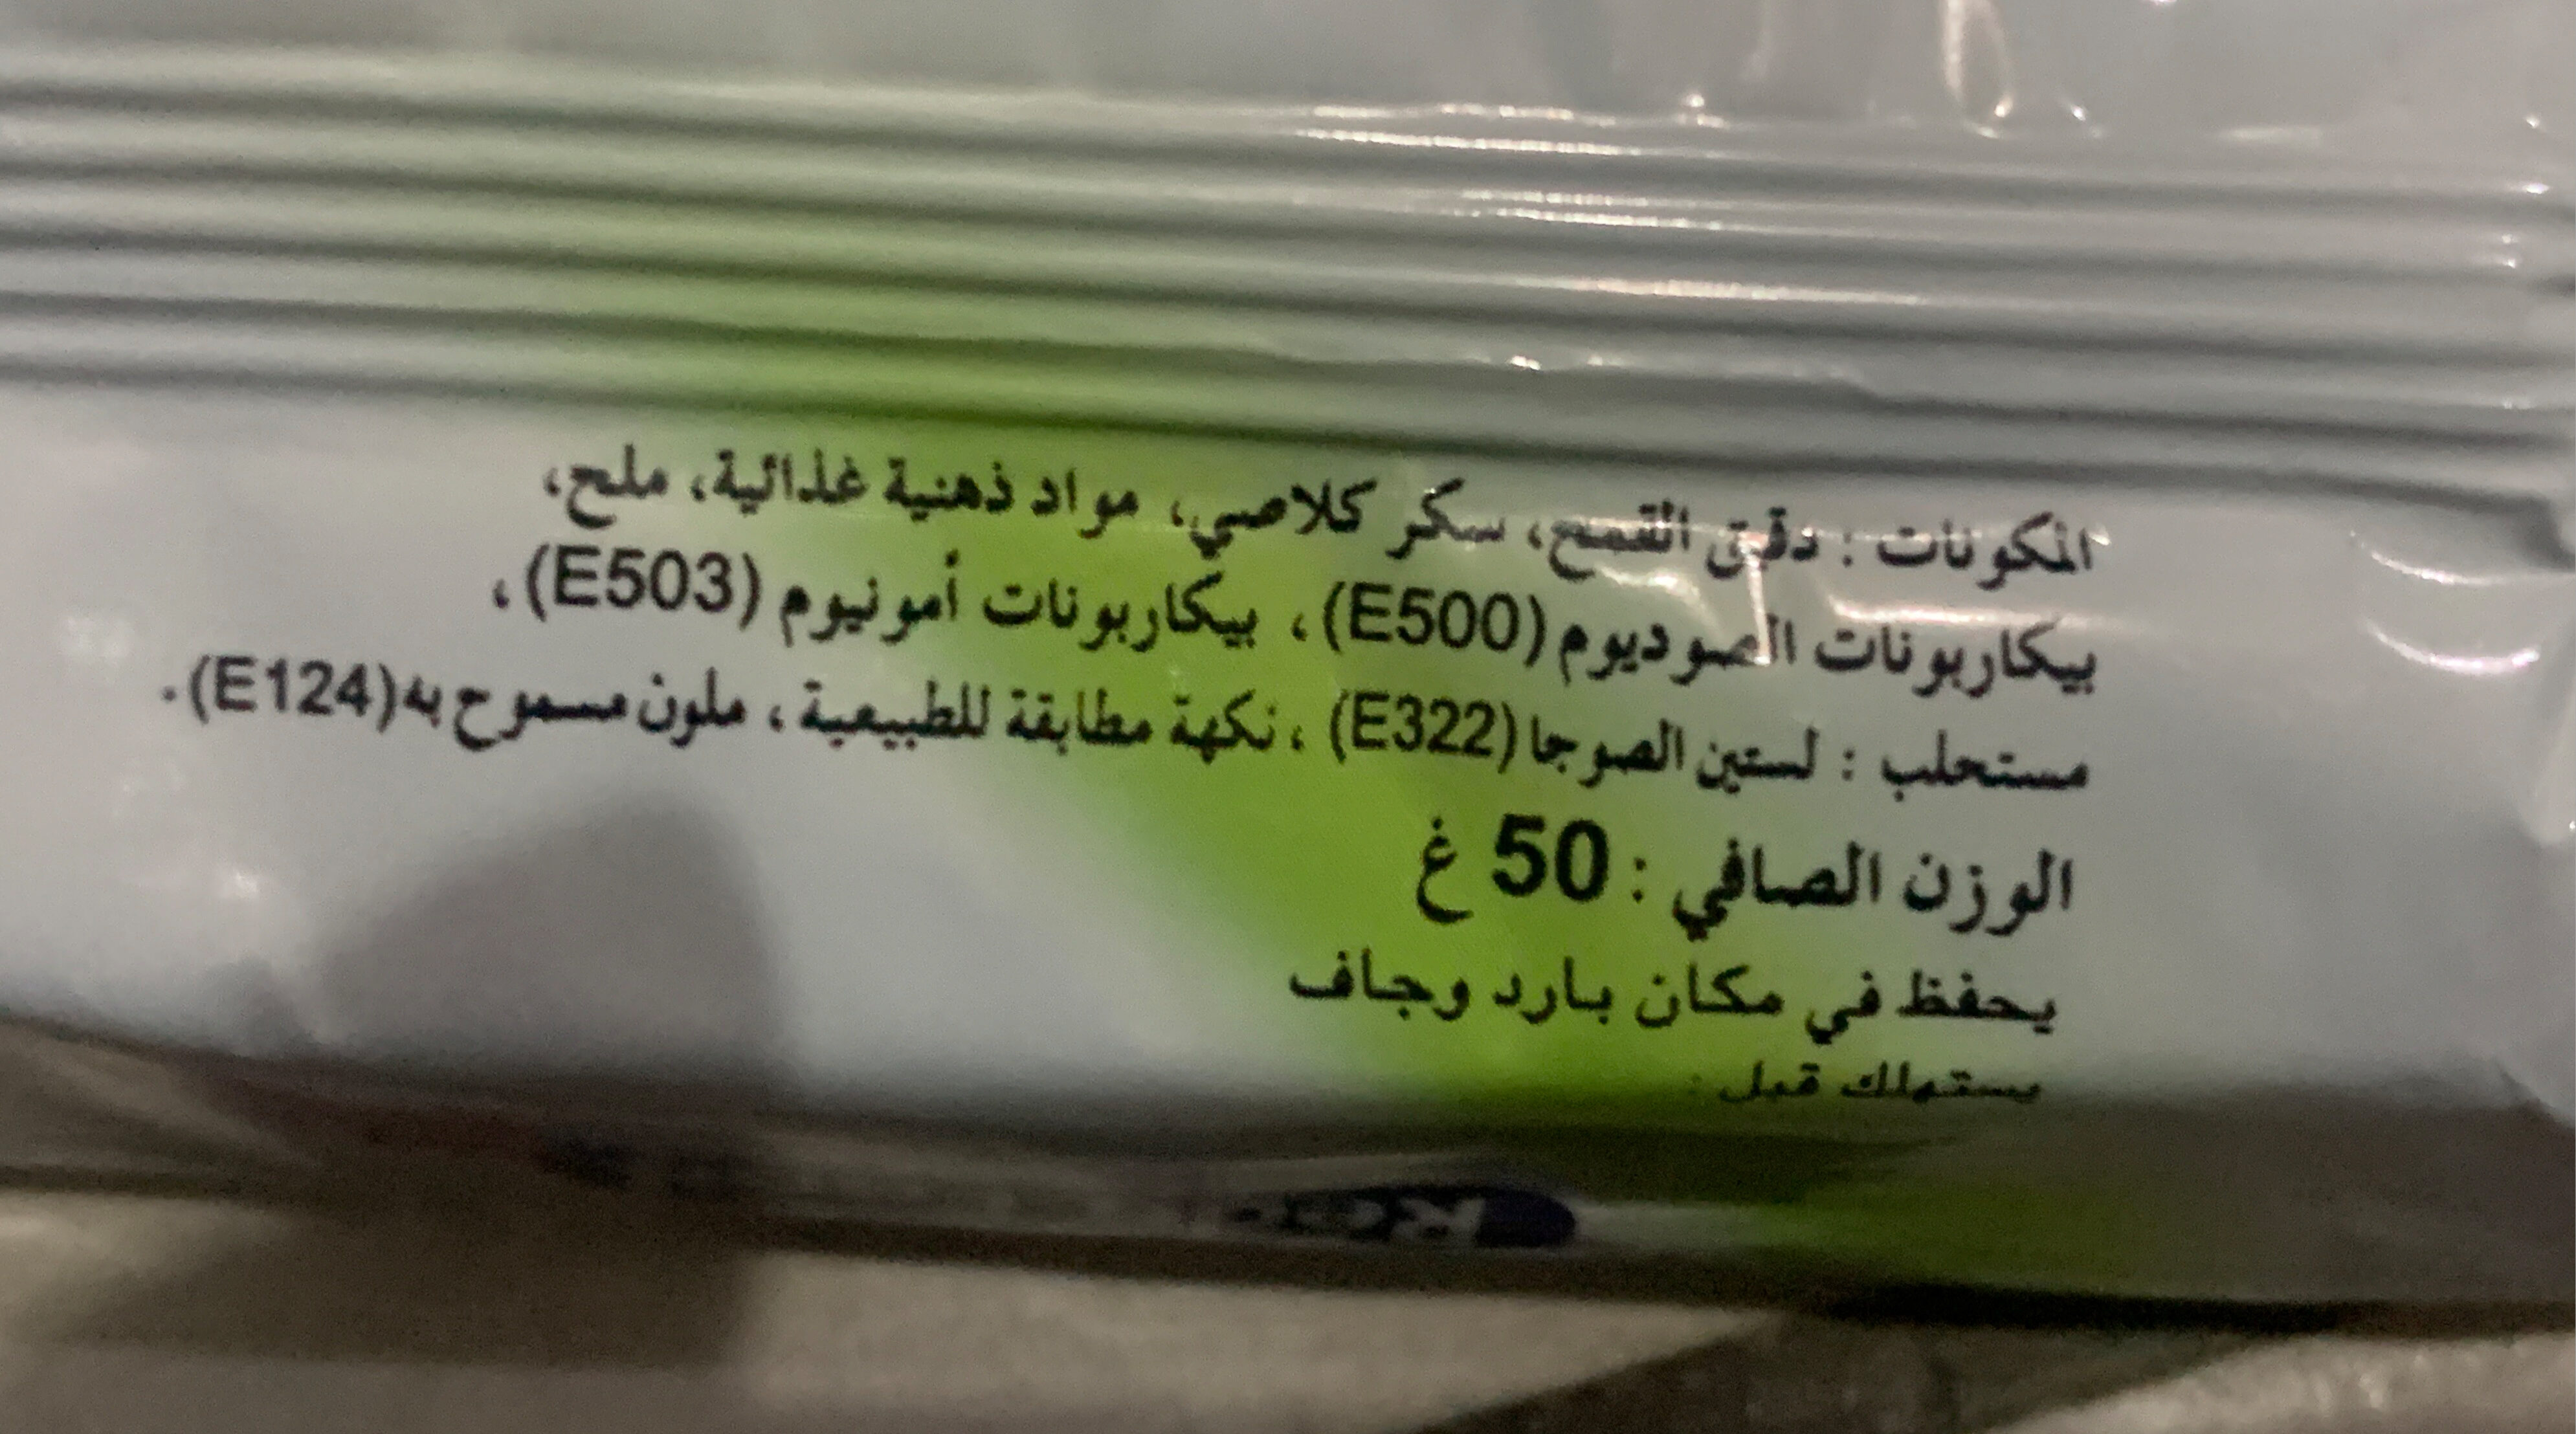 المكونات : دقيق القمح، سكر كلاصي، مواد ذهنية غذائية، ملح،
بيكاربونات الصوديوم (E500)، بيكاربونات أمونيوم (E503)،
مستحلب : لستين الصوجا (E322)، نكهة مطابقة للطبيعية، ملون مسموح به (E124).
الوزن الصافي : 50 غ
يحفظ في مكان بارد وجاف
يستهلك قبل :